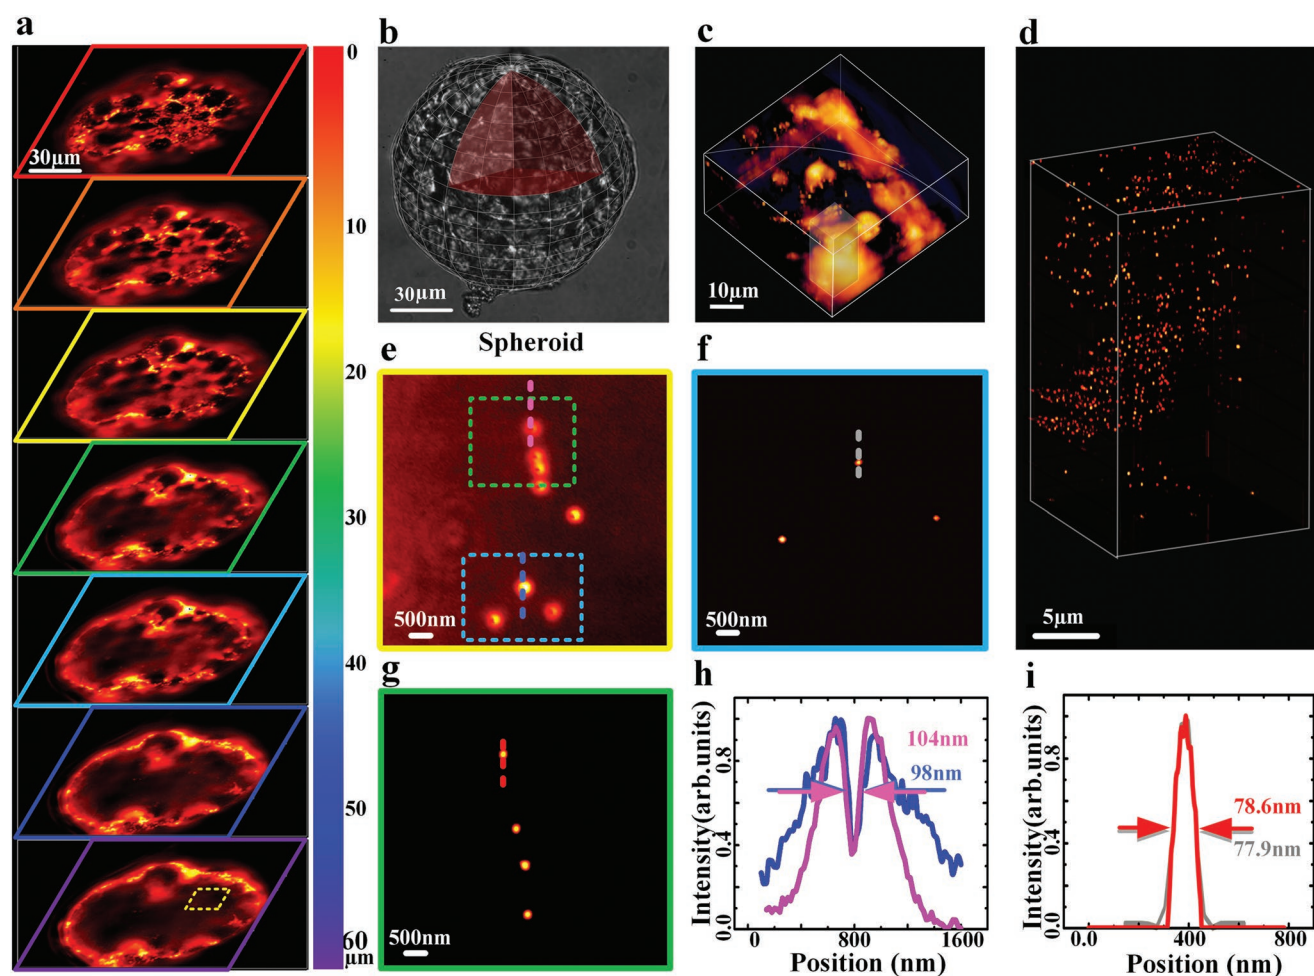 a
30μm
0
10
20
30
40
50
60
μm
b
30μm
Spheroid
c
10μm
d
5μm
e
500nm
f
500nm
g
500nm
h
Intensity(arb.units)
0.8
0.4
0.0
104nm
98nm
0
800
1600
Position (nm)
i
Intensity(arb.units)
0.8
0.4
0.0
78.6nm
77.9nm
0.0
400
800
Position (nm)